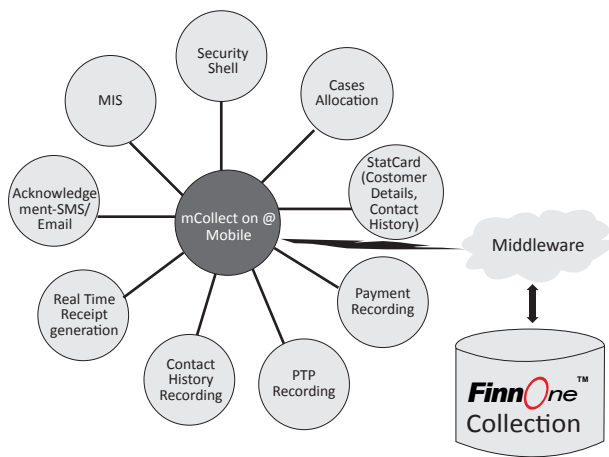 Security
Shell
Cases
Allocation
MIS
StatCard
(Costomer
Details,
Contact
History)
Acknowledge
ment-SMS/
Email
mCollect on @
Mobile
Middleware
Real Time
Receipt
generation
Payment
Recording
Contact
History
Recording
PTP
Recording
FinnOne™
Collection